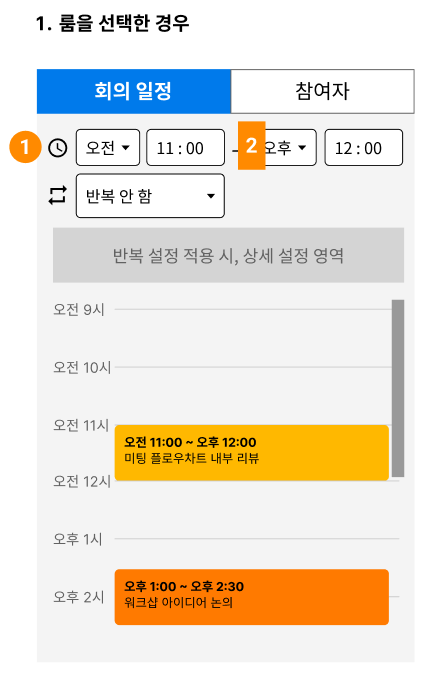 1. 룸을 선택한 경우
회의 일정 참여자
1 오전 11 : 00 – 2 오후 12 : 00
반복 안 함
반복 설정 적용 시, 상세 설정 영역
오전 9시
오전 10시
오전 11시
오전 11:00 ~ 오후 12:00
미팅 플로우차트 내부 리뷰
오전 12시
오후 1시
오후 1:00 ~ 오후 2:30
오후 2시
워크샵 아이디어 논의